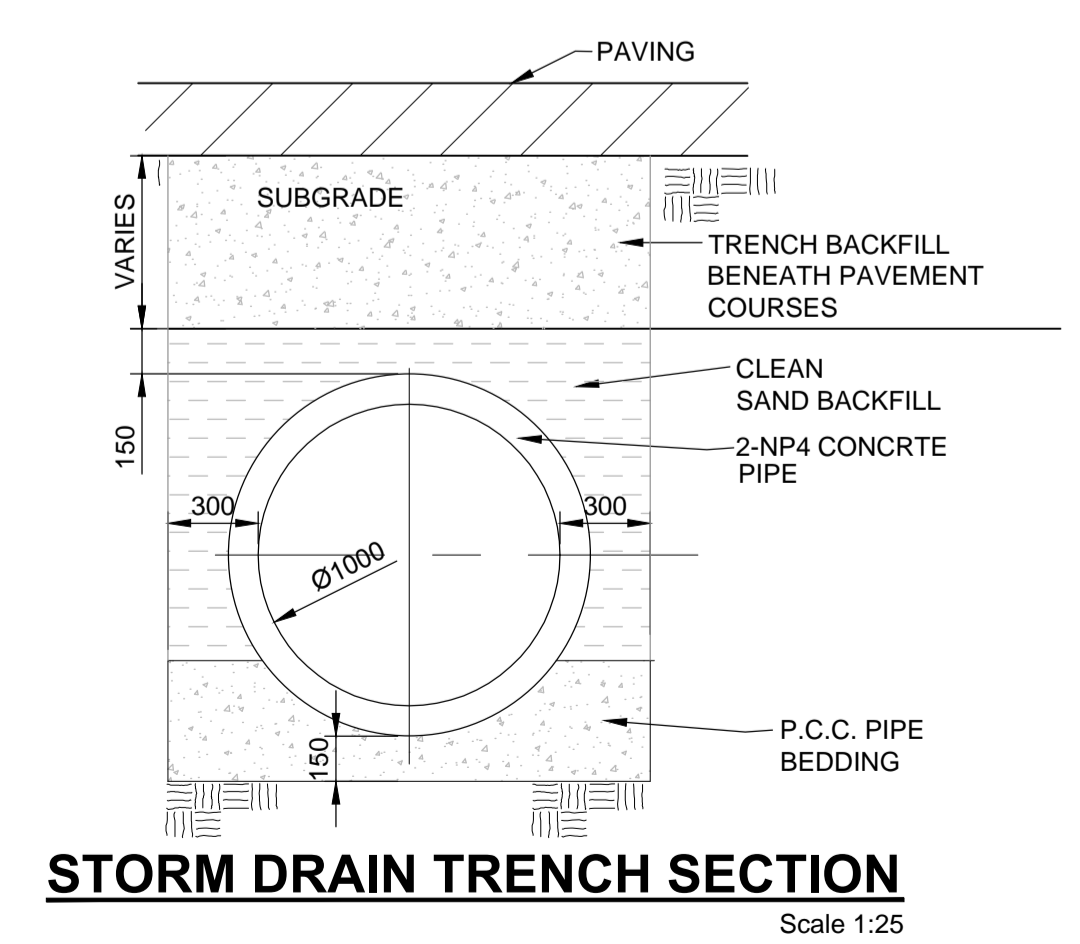 PAVING
SUBGRADE
VARIES
TRENCH BACKFILL
BENEATH PAVEMENT
COURSES
CLEAN
SAND BACKFILL
150
2-NP4 CONCRTE
PIPE
300
300
Ø1000
150
P.C.C. PIPE
BEDDING
STORM DRAIN TRENCH SECTION
Scale 1:25